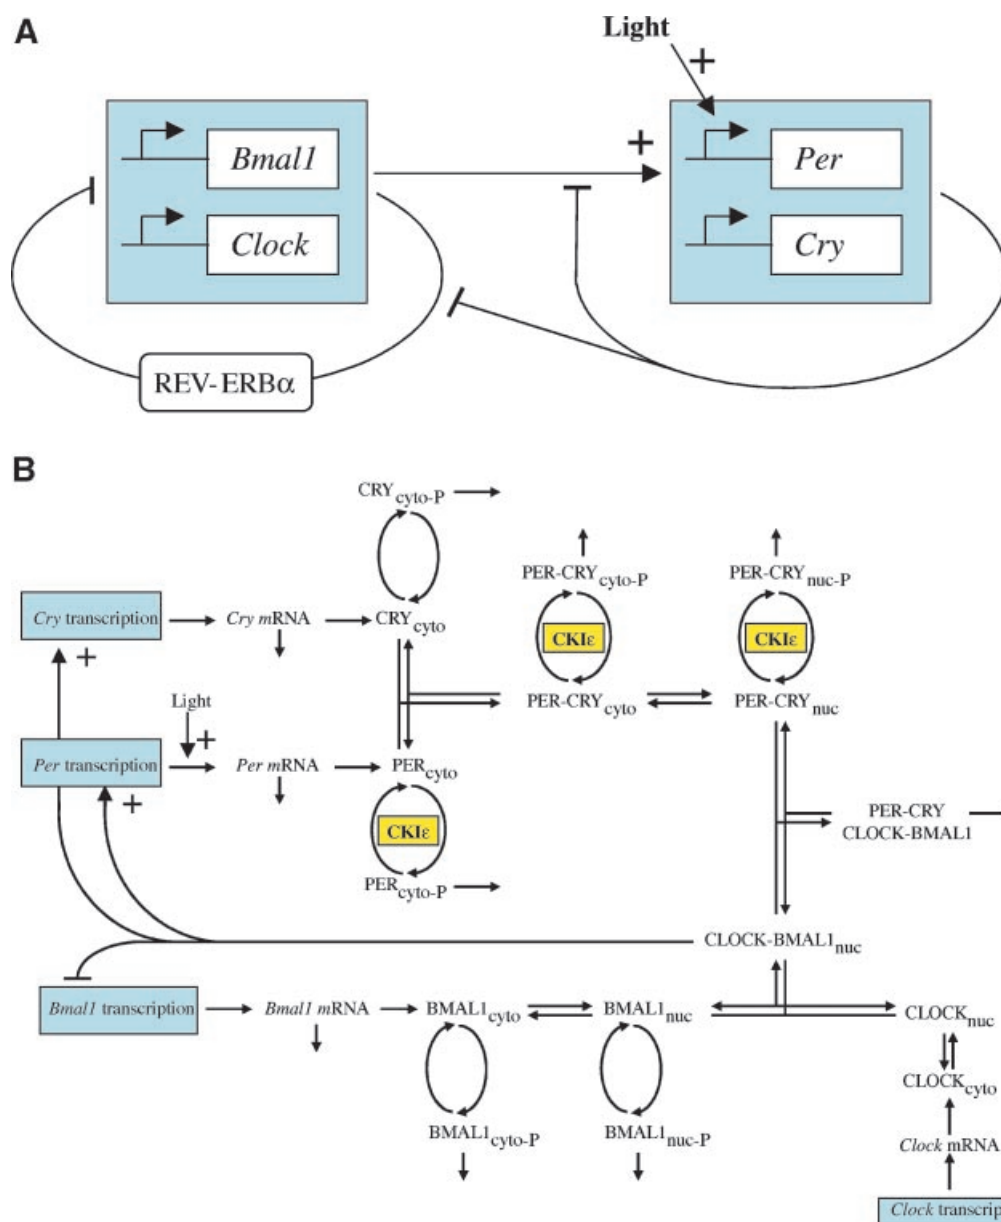 A
Light
+
+
Bmal1
Per
Clock
Cry
REV-ERBα
B
CRYcyto-P
PER-CRYcyto-P
PER-CRYnuc-P
Cry transcription
Cry mRNA
CRYcyto
CKIε
CKIε
+
Light
PER-CRYcyto
PER-CRYnuc
+
Per transcription
Per mRNA
PERcyto
+
CKIε
PER-CRY
CLOCK-BMAL1
PERcyto-P
CLOCK-BMAL1nuc
Bmal1 transcription
Bmal1 mRNA
BMAL1cyto
BMAL1nuc
CLOCKnuc
CLOCKcyto
BMAL1cyto-P
BMAL1nuc-P
Clock mRNA
Clock transcrip